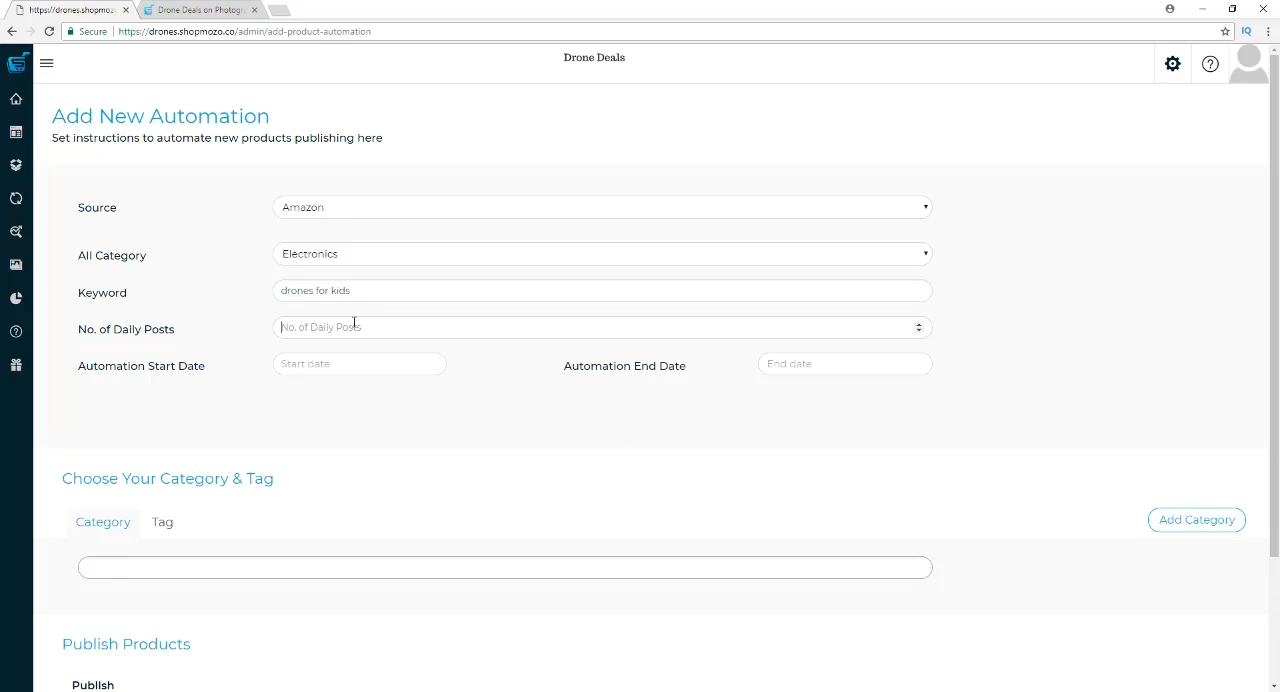 https://drones.shopmoz
Drone Deals on Photogr
Secure
https://drones.shopmozo.co/admin/add-product-automation
IQ
Drone Deals
Add New Automation
Set instructions to automate new products publishing here
Source
Amazon
All Category
Electronics
Keyword
drones for kids
No. of Daily Posts
No. of Daily Posts
Automation Start Date
Start date
Automation End Date
End date
Choose Your Category & Tag
Category
Tag
Add Category
Publish Products
Publish